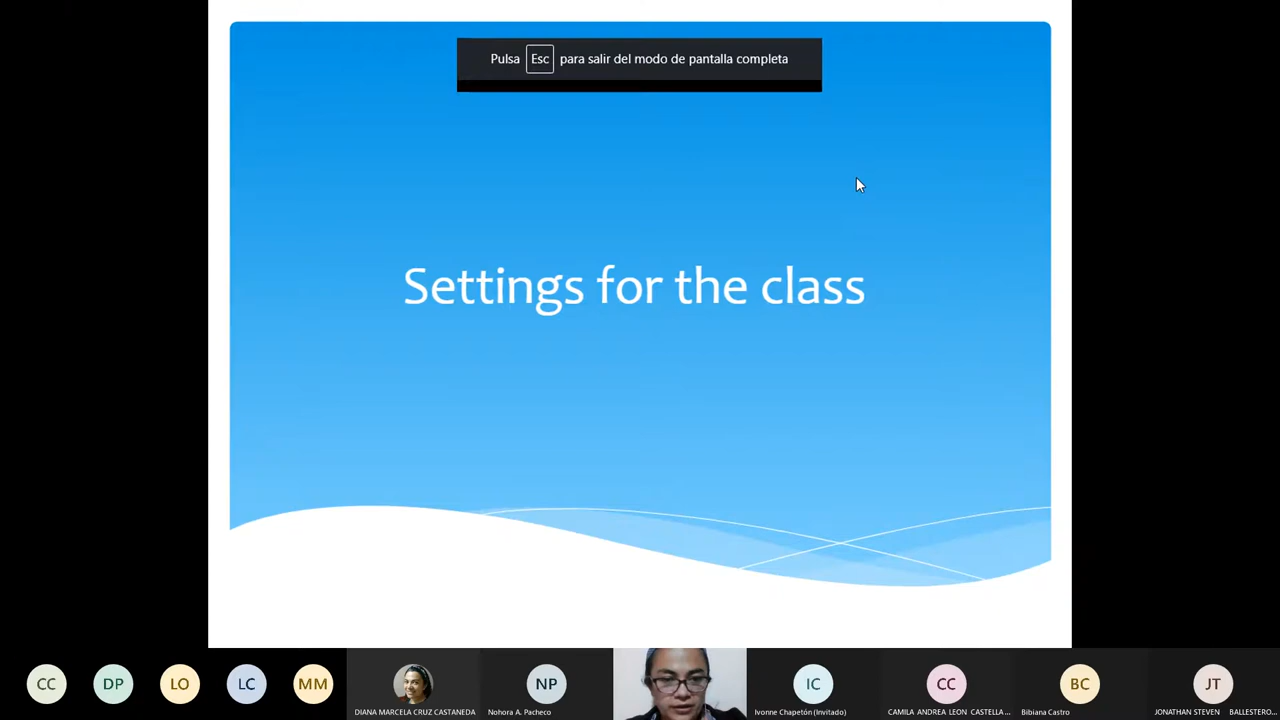 Pulsa Esc para salir del modo de pantalla completa
Settings for the class
CC
DP
LO
LC
MM
DIANA MARCELA CRUZ CASTANEDA
NP
Nohora A. Pacheco
IC
Ivonne Chapetón (Invitado)
CC
CAMILA ANDREA LEON CASTELLA...
BC
Bibiana Castro
JT
JONATHAN STEVEN BALLESTERO...